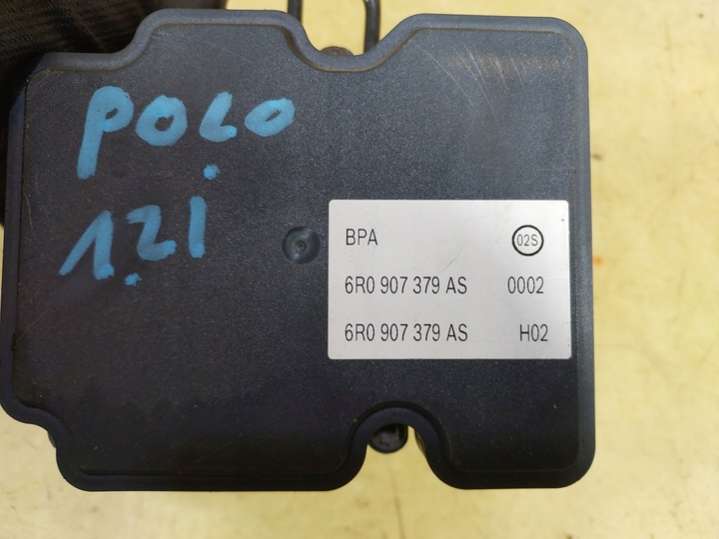 POLO
1.2i
BPA 02S
6R0 907 379 AS 0002
6R0 907 379 AS H02